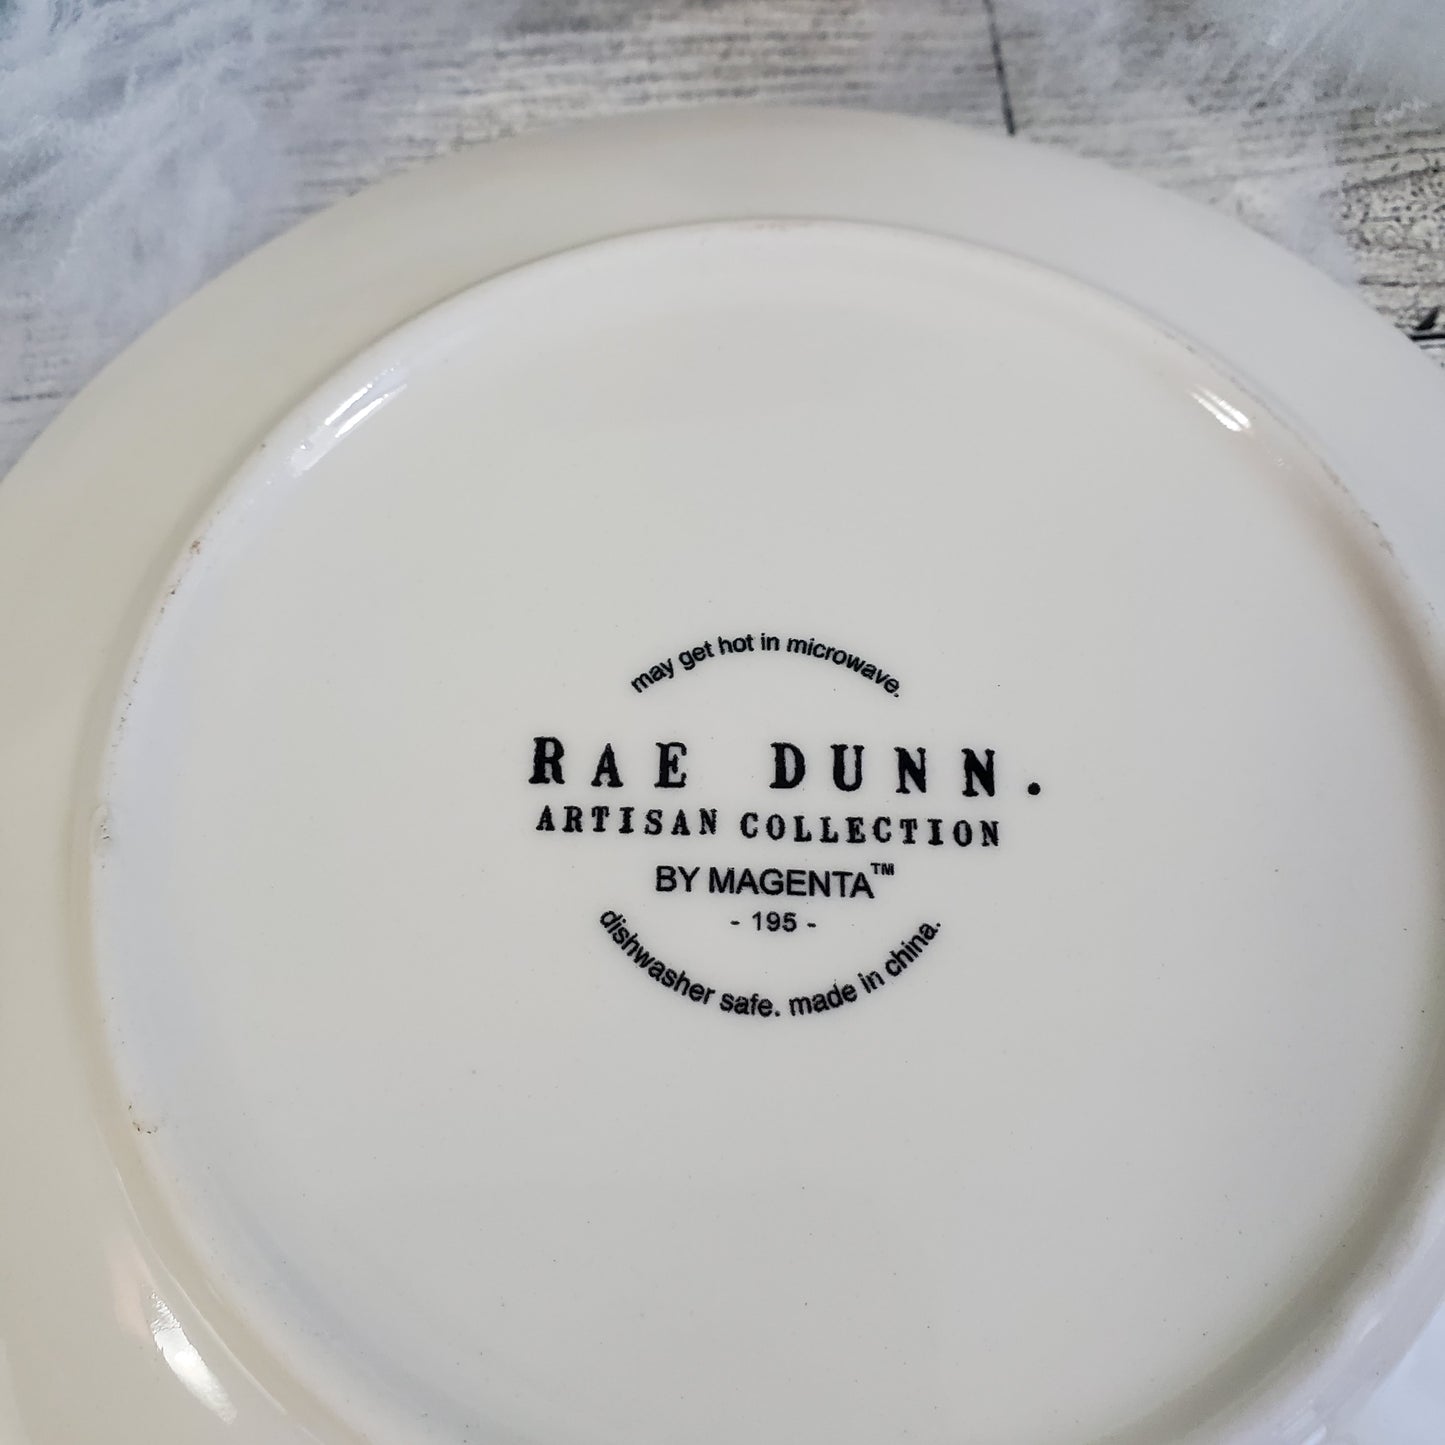 may get hot in microwave.
RAE DUNN.
ARTISAN COLLECTION
BY MAGENTA™
- 195 -
dishwasher safe. made in china.